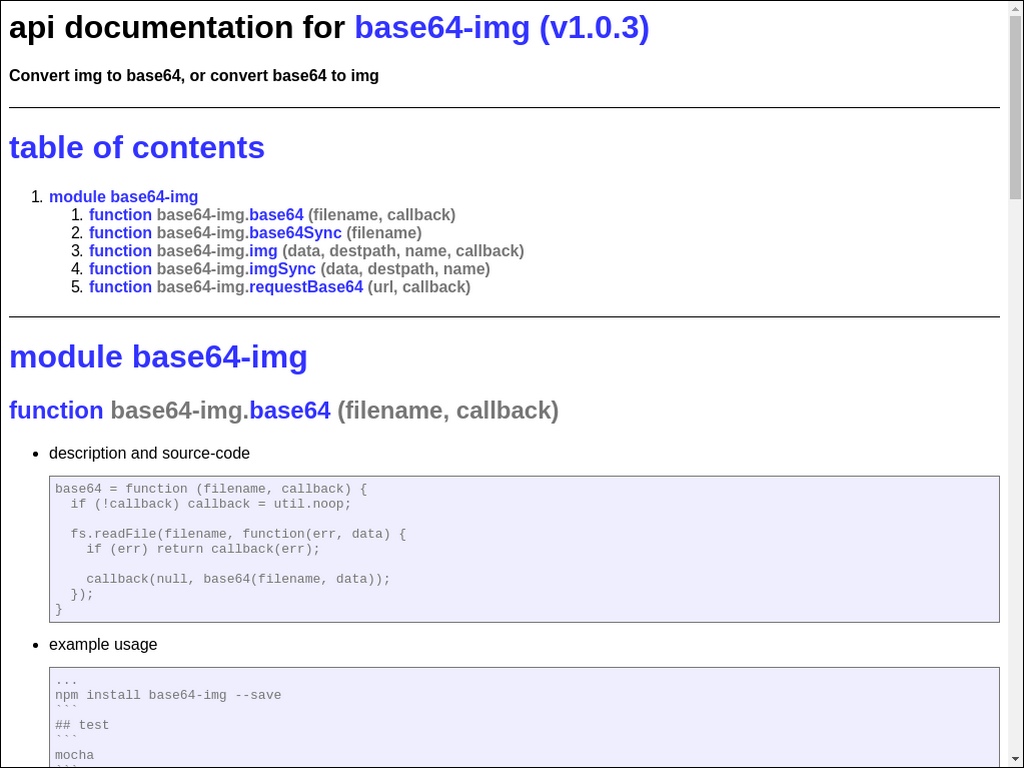 api documentation for base64-img (v1.0.3)
Convert img to base64, or convert base64 to img
table of contents
1. module base64-img
1. function base64-img.base64 (filename, callback)
2. function base64-img.base64Sync (filename)
3. function base64-img.img (data, destpath, name, callback)
4. function base64-img.imgSync (data, destpath, name)
5. function base64-img.requestBase64 (url, callback)
module base64-img
function base64-img.base64 (filename, callback)
• description and source-code
base64 = function (filename, callback) {
  if (!callback) callback = util.noop;
  fs.readFile(filename, function(err, data) {
    if (err) return callback(err);
    callback(null, base64(filename, data));
  });
}
• example usage
...
npm install base64-img --save
```
## test
```
mocha
```